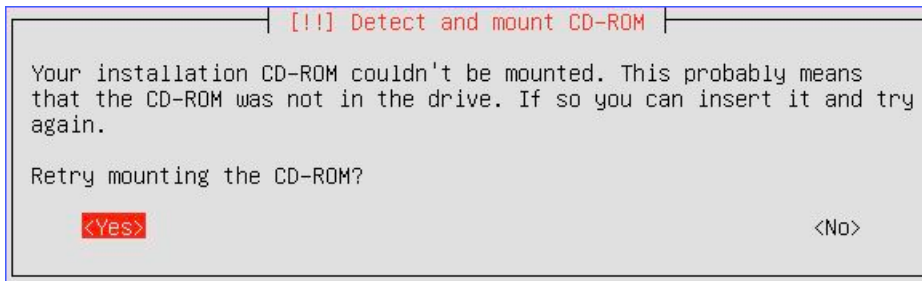 [!!] Detect and mount CD-ROM
Your installation CD-ROM couldn't be mounted. This probably means
that the CD-ROM was not in the drive. If so you can insert it and try
again.
Retry mounting the CD-ROM?
<Yes> <No>